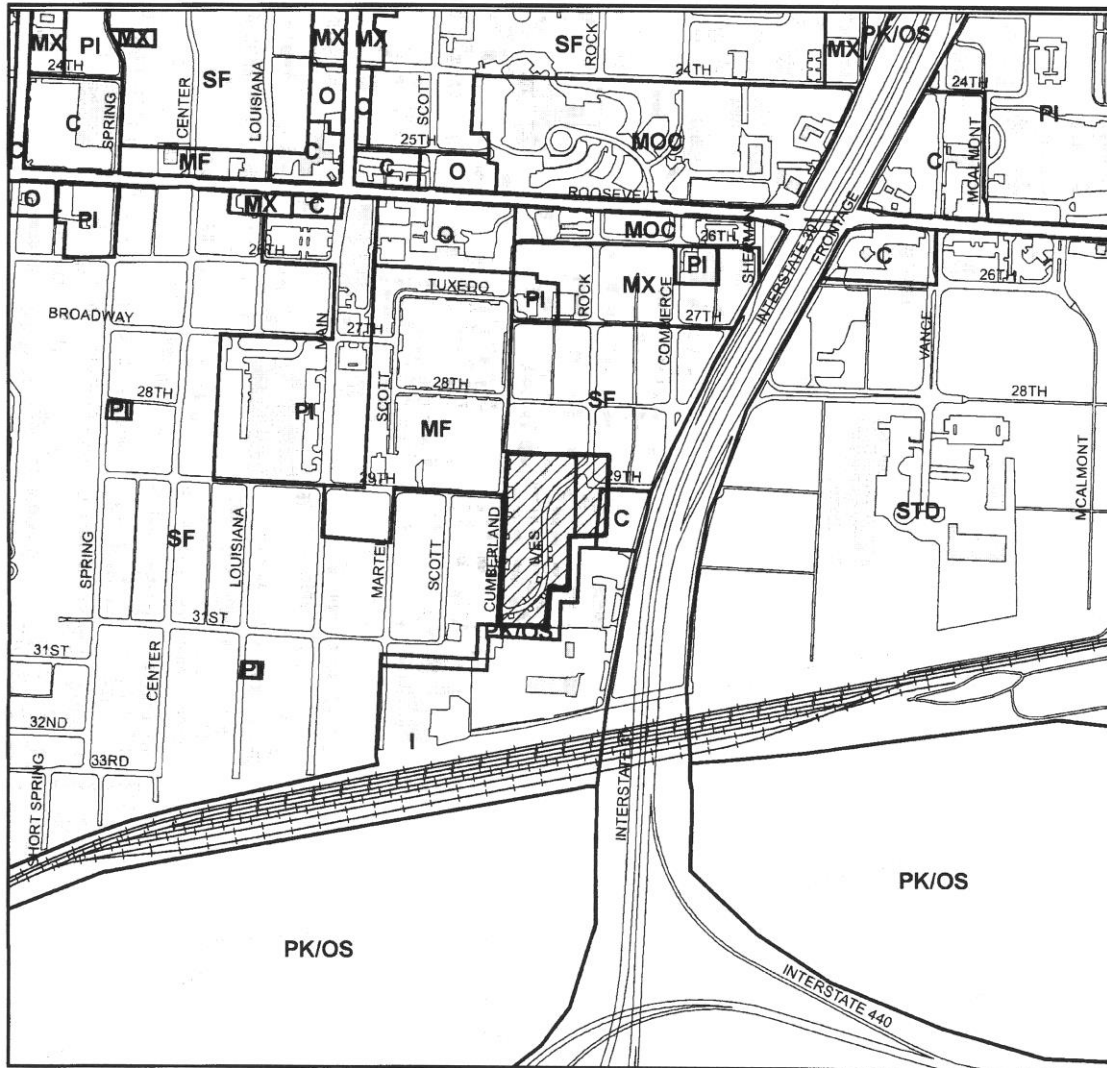 MX
PI
MX
MX
MX
SF
ROCK
MX
PK/OS
24TH
SF
24TH
24TH
SPRING
CENTER
LOUISIANA
O
O
SCOTT
C
MOC
C
MCALMONT
PI
25TH
C
MF
C
C
O
ROOSEVELT
O
PI
MX
C
O
MOC
26TH
SHERMAN
INTERSTATE 30
FRONTAGE
C
26TH
26TH
TUXEDO
PI
ROCK
MX
PI
COMMERCE
BROADWAY
MAIN
27TH
27TH
VANCE
28TH
PI
PI
SCOTT
28TH
MF
SF
28TH
29TH
29TH
SPRING
SF
LOUISIANA
MARTE
SCOTT
CUMBERLAND
IVES
C
STD
MCALMONT
31ST
PK/OS
31ST
CENTER
PI
32ND
I
33RD
SHORT SPRING
INTERSTATE
PK/OS
PK/OS
INTERSTATE 440